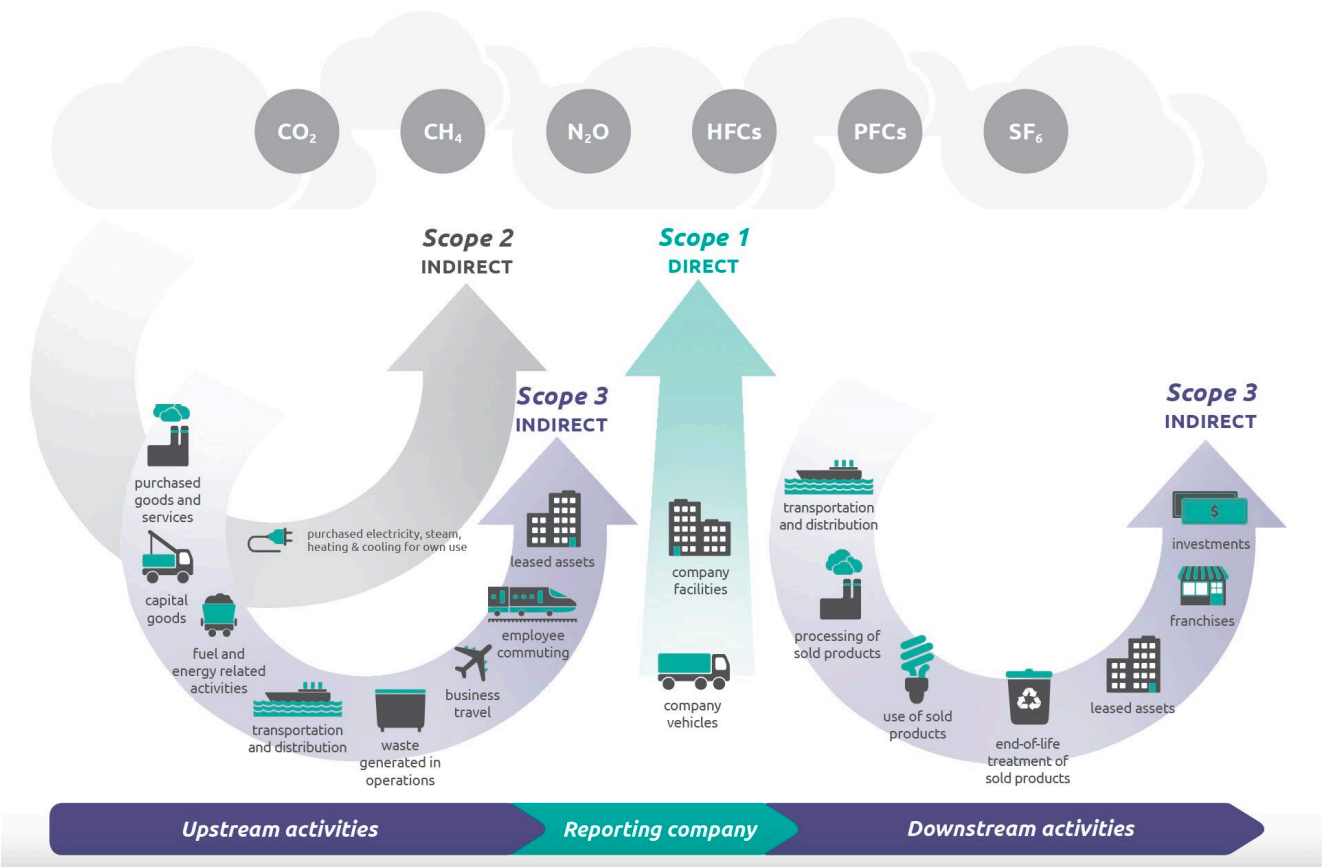 CO₂
CH₄
N₂O
HFCs
PFCs
SF₆
Scope 2
INDIRECT
Scope 1
DIRECT
Scope 3
INDIRECT
Scope 3
INDIRECT
purchased
goods and
services
capital
goods
fuel and
energy related
activities
transportation
and distribution
waste
generated in
operations
business
travel
employee
commuting
leased assets
purchased electricity, steam,
heating & cooling for own use
company
facilities
company
vehicles
transportation
and distribution
processing of
sold products
use of sold
products
end-of-life
treatment of
sold products
leased assets
franchises
$
investments
Upstream activities
Reporting company
Downstream activities